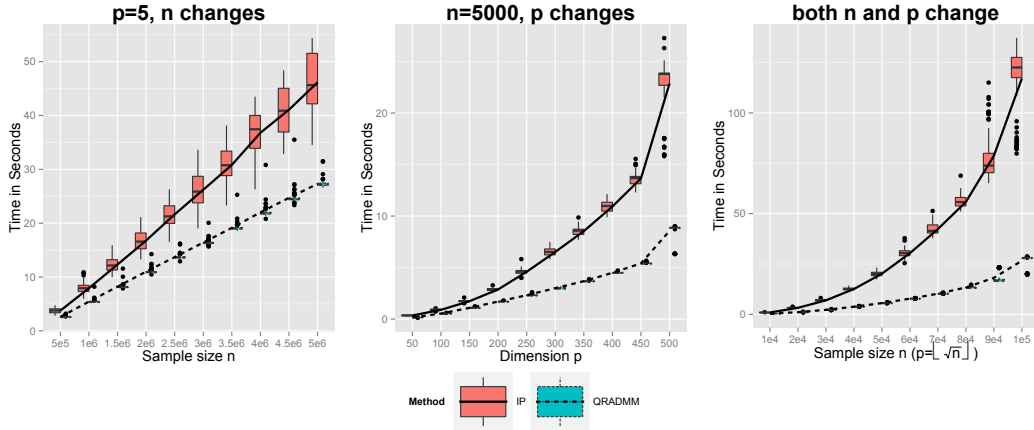 p=5, n changes
n=5000, p changes
both n and p change
Time in Seconds
50
40
30
20
10
0
5e5 1e6 1.5e6 2e6 2.5e6 3e6 3.5e6 4e6 4.5e6 5e6
Sample size n
Time in Seconds
20
10
0
50 100 150 200 250 300 350 400 450 500
Dimension p
Time in Seconds
100
50
0
1e4 2e4 3e4 4e4 5e4 6e4 7e4 8e4 9e4 1e5
Sample size n (p=⌊√n⌋)
Method IP QRADMM